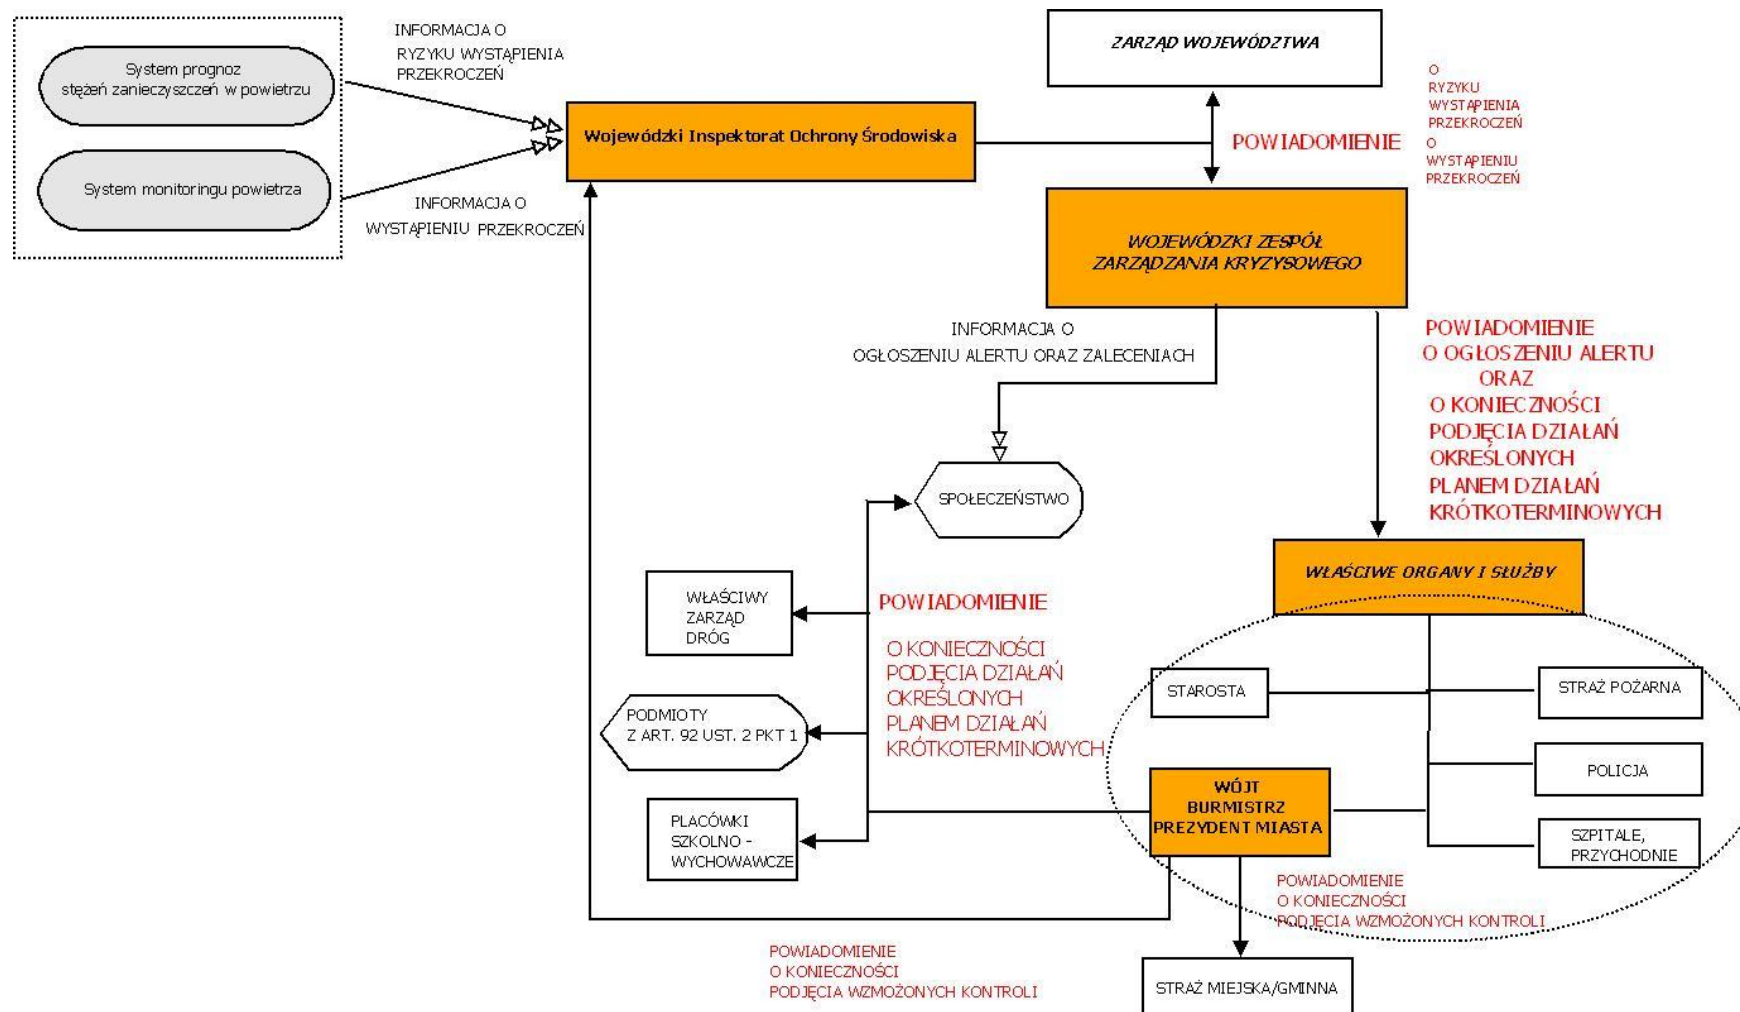 INFORMACJA O
RYZYKU WYSTĄPIENIA
PRZEKROCZEŃ
System prognoz
stężeń zanieczyszczeń w powietrzu
System monitoringu powietrza
INFORMACJA O
WYSTĄPIENIU PRZEKROCZEŃ
Wojewódzki Inspektorat Ochrony Środowiska
ZARZĄD WOJEWÓDZTWA
POWIADOMIENIE
O
RYZYKU
WYSTĄPIENIA
PRZEKROCZEŃ
O
WYSTĄPIENIU
PRZEKROCZEŃ
WOJEWÓDZKI ZESPÓŁ
ZARZĄDZANIA KRYZYSOWEGO
INFORMACJA O
OGŁOSZENIU ALERTU ORAZ ZALECENIACH
POWIADOMIENIE
O OGŁOSZENIU ALERTU
ORAZ
O KONIECZNOŚCI
PODJĘCIA DZIAŁAŃ
OKREŚLONYCH
PLANEM DZIAŁAŃ
KRÓTKOTERMINOWYCH
SPOŁECZEŃSTWO
WŁAŚCIWY
ZARZĄD
DRÓG
POWIADOMIENIE
O KONIECZNOŚCI
PODJĘCIA DZIAŁAŃ
OKREŚLONYCH
PLANEM DZIAŁAŃ
KRÓTKOTERMINOWYCH
PODMIOTY
Z ART. 92 UST. 2 PKT 1
PLACÓWKI
SZKOLNO -
WYCHOWAWCZE
WŁAŚCIWE ORGANY I SŁUŻBY
STAROSTA
STRAŻ POŻARNA
POLICJA
WÓJT
BURMISTRZ
PREZYDENT MIASTA
SZPITALE,
PRZYCHODNIE
POWIADOMIENIE
O KONIECZNOŚCI
PODJĘCIA WZMOŻONYCH KONTROLI
POWIADOMIENIE
O KONIECZNOŚCI
PODJĘCIA WZMOŻONYCH KONTROLI
STRAŻ MIEJSKA/GMINNA